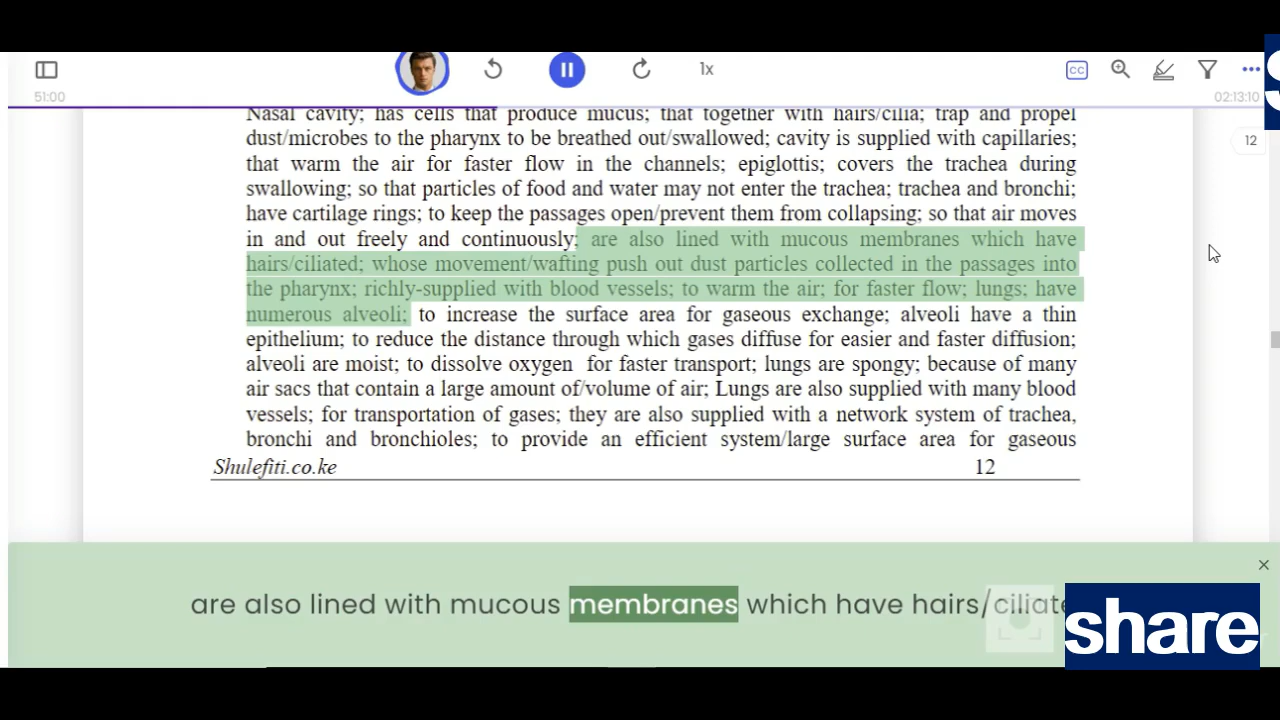 1x
51:00
02:13:10
12
Nasal cavity; has cells that produce mucus; that together with hairs/cilia; trap and propel
dust/microbes to the pharynx to be breathed out/swallowed; cavity is supplied with capillaries;
that warm the air for faster flow in the channels; epiglottis; covers the trachea during
swallowing; so that particles of food and water may not enter the trachea; trachea and bronchi;
have cartilage rings; to keep the passages open/prevent them from collapsing; so that air moves
in and out freely and continuously; are also lined with mucous membranes which have
hairs/ciliated; whose movement/wafting push out dust particles collected in the passages into
the pharynx; richly-supplied with blood vessels; to warm the air; for faster flow; lungs; have
numerous alveoli; to increase the surface area for gaseous exchange; alveoli have a thin
epithelium; to reduce the distance through which gases diffuse for easier and faster diffusion;
alveoli are moist; to dissolve oxygen for faster transport; lungs are spongy; because of many
air sacs that contain a large amount of/volume of air; Lungs are also supplied with many blood
vessels; for transportation of gases; they are also supplied with a network system of trachea,
bronchi and bronchioles; to provide an efficient system/large surface area for gaseous
Shulefiti.co.ke 12
are also lined with mucous membranes which have hairs/ciliate
share
CC